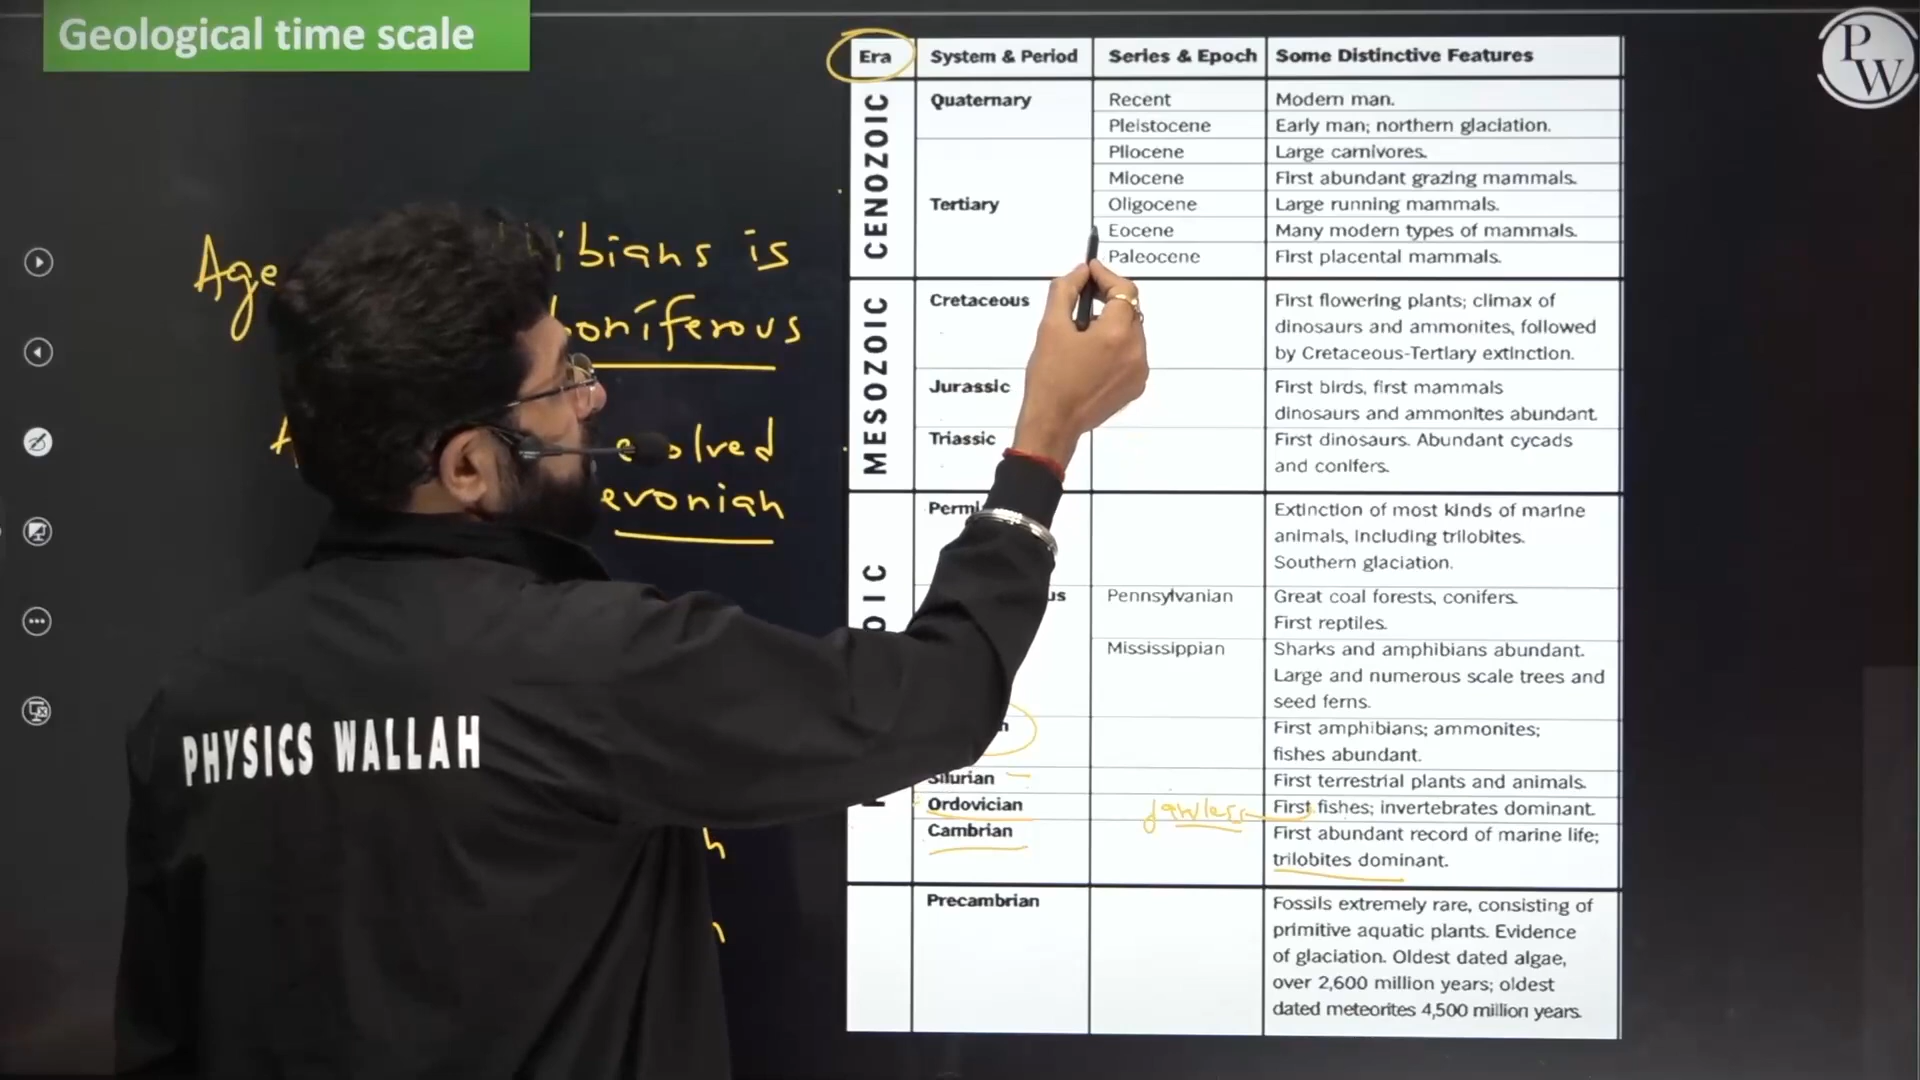 Geological time scale
PW
Era System & Period Series & Epoch Some Distinctive Features
CENOZOIC
Quaternary Recent Modern man.
Pleistocene Early man; northern glaciation.
Tertiary
Pliocene Large carnivores.
Miocene First abundant grazing mammals.
Oligocene Large running mammals.
Eocene Many modern types of mammals.
Paleocene First placental mammals.
MESOZOIC
Cretaceous First flowering plants; climax of
dinosaurs and ammonites, followed
by Cretaceous-Tertiary extinction.
Jurassic First birds, first mammals
dinosaurs and ammonites abundant.
Triassic First dinosaurs. Abundant cycads
and conifers.
Extinction of most kinds of marine
animals, including trilobites.
Southern glaciation.
Pennsylvanian Great coal forests, conifers.
First reptiles.
Mississippian Sharks and amphibians abundant.
Large and numerous scale trees and
seed ferns.
First amphibians; ammonites;
fishes abundant.
Silurian First terrestrial plants and animals.
Ordovician jawless First fishes; invertebrates dominant.
Cambrian First abundant record of marine life;
trilobites dominant.
Precambrian Fossils extremely rare, consisting of
primitive aquatic plants. Evidence
of glaciation. Oldest dated algae,
over 2,600 million years; oldest
dated meteorites 4,500 million years.
Age is
PHYSICS WALLAH